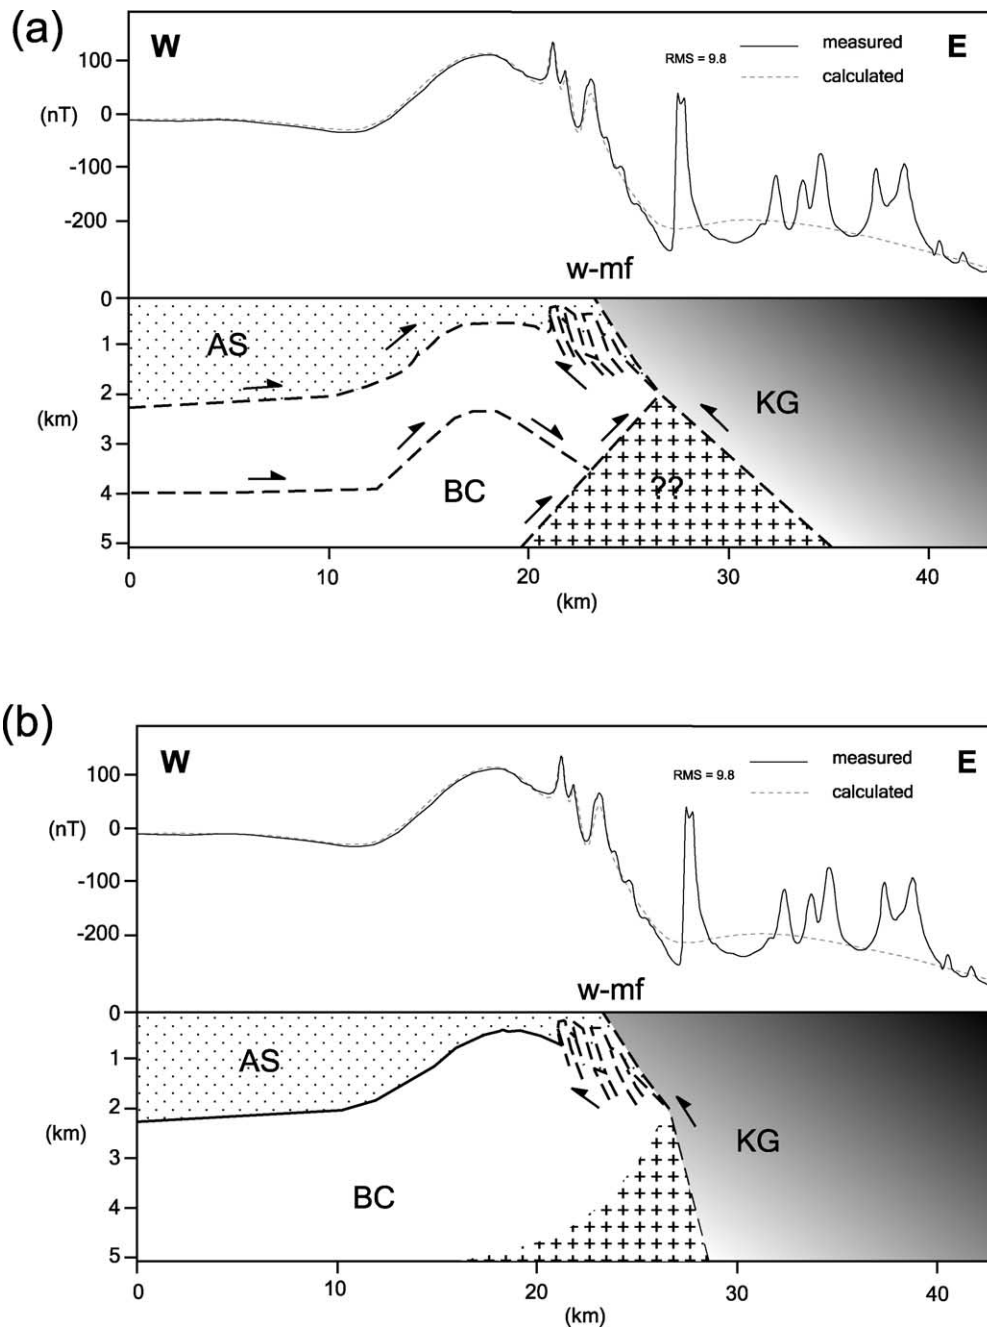 (a)
W
E
RMS = 9.8
measured
calculated
100
(nT)
0
-100
-200
w-mf
0
AS
1
2
KG
(km)
3
BC
??
4
5
0
10
20
30
40
(km)
(b)
W
E
RMS = 9.8
measured
calculated
100
(nT)
0
-100
-200
w-mf
0
AS
1
2
(km)
KG
3
BC
4
5
0
10
20
30
40
(km)